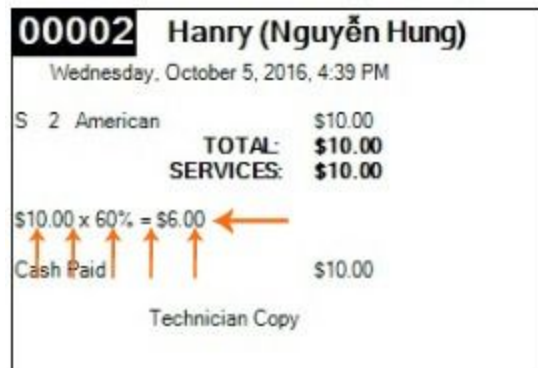 00002 Hanry (Nguyễn Hung)
Wednesday, October 5, 2016, 4:39 PM
S 2 American $10.00
TOTAL: $10.00
SERVICES: $10.00
$10.00 x 60% = $6.00
Cash Paid $10.00
Technician Copy